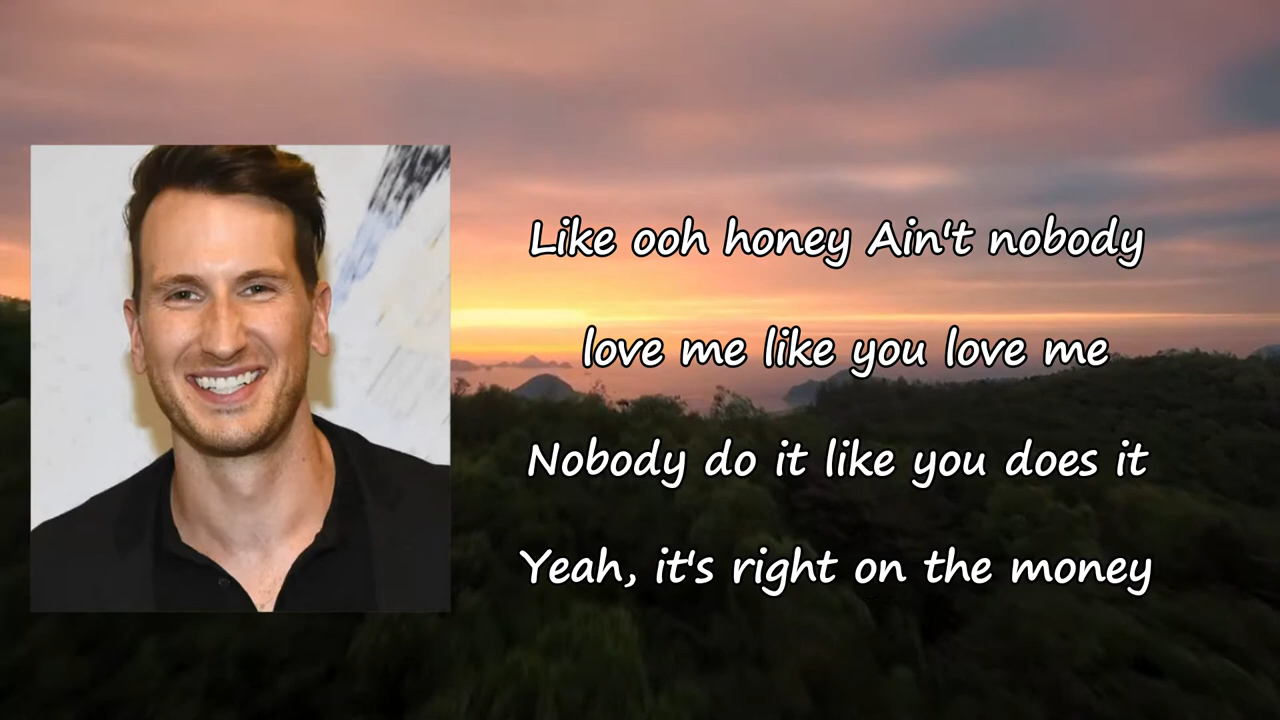 Like ooh honey Ain't nobody
love me like you love me
Nobody do it like you does it
Yeah, it's right on the money